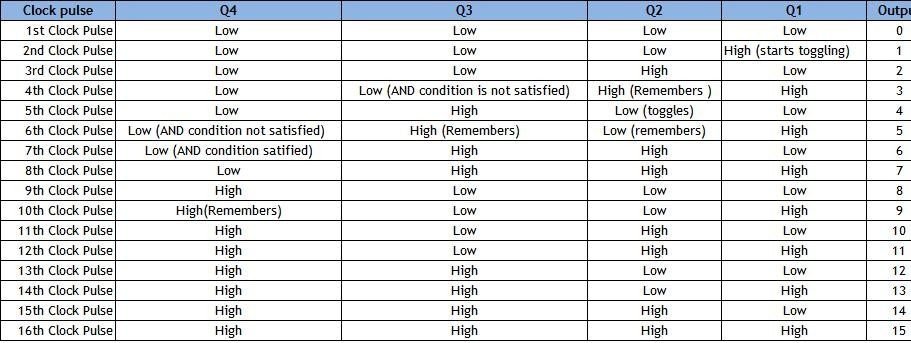 Clock pulse Q4 Q3 Q2 Q1 Outpu
1st Clock Pulse Low Low Low Low 0
2nd Clock Pulse Low Low Low High (starts toggling) 1
3rd Clock Pulse Low Low High Low 2
4th Clock Pulse Low Low (AND condition is not satisfied) High (Remembers ) High 3
5th Clock Pulse Low High Low (toggles) Low 4
6th Clock Pulse Low (AND condition not satisfied) High (Remembers) Low (remembers) High 5
7th Clock Pulse Low (AND condition satified) High High Low 6
8th Clock Pulse Low High High High 7
9th Clock Pulse High Low Low Low 8
10th Clock Pulse High(Remembers) Low Low High 9
11th Clock Pulse High Low High Low 10
12th Clock Pulse High Low High High 11
13th Clock Pulse High High Low Low 12
14th Clock Pulse High High Low High 13
15th Clock Pulse High High High Low 14
16th Clock Pulse High High High High 15